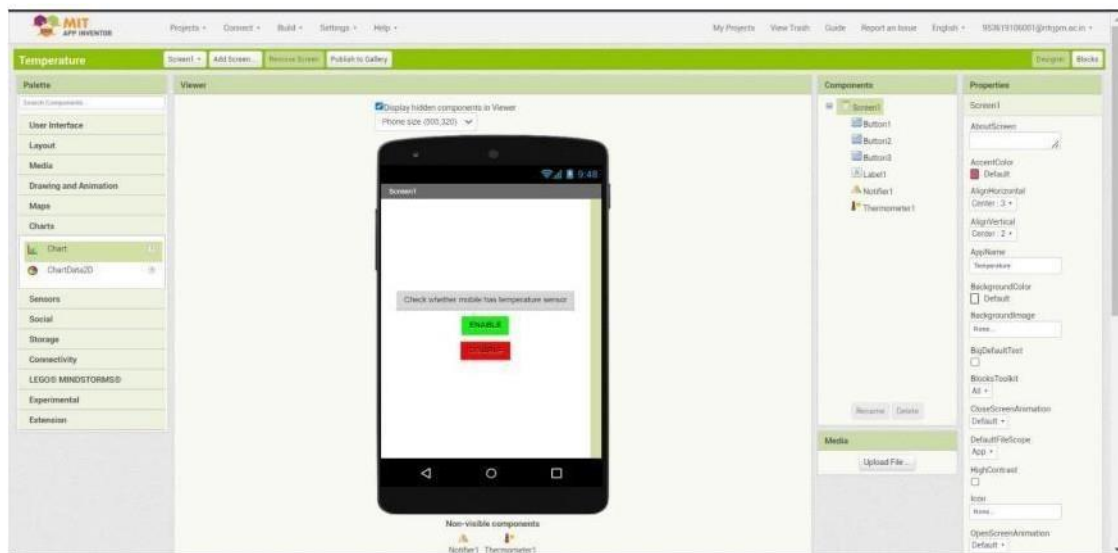 MIT
APP INVENTOR
Projects Connect Build Settings Help
My Projects View Trash Guide Report an Issue English
Temperature
Screen1 Add Screen... Remove Screen Publish to Gallery
Designer Blocks
Palette
Search Components...
User Interface
Layout
Media
Drawing and Animation
Maps
Charts
Chart
ChartData2D
Sensors
Social
Storage
Connectivity
LEGO® MINDSTORMS®
Experimental
Extension
Viewer
Display hidden components in Viewer
Phone size (505,320)
9:48
Screen1
Check whether mobile has temperature sensor
ENABLE
Non-visible components
Notifier1 Thermometer1
Components
Screen1
Button1
Button2
Button3
Label1
Notifier1
Thermometer1
Rename Delete
Media
Upload File ...
Properties
Screen1
AboutScreen
AccentColor
Default
AlignHorizontal
Center : 3
AlignVertical
Center : 2
AppName
Temperature
BackgroundColor
Default
BackgroundImage
None...
BigDefaultText
BlocksToolkit
All
CloseScreenAnimation
Default
DefaultFileScope
App
HighContrast
Icon
None...
OpenScreenAnimation
Default